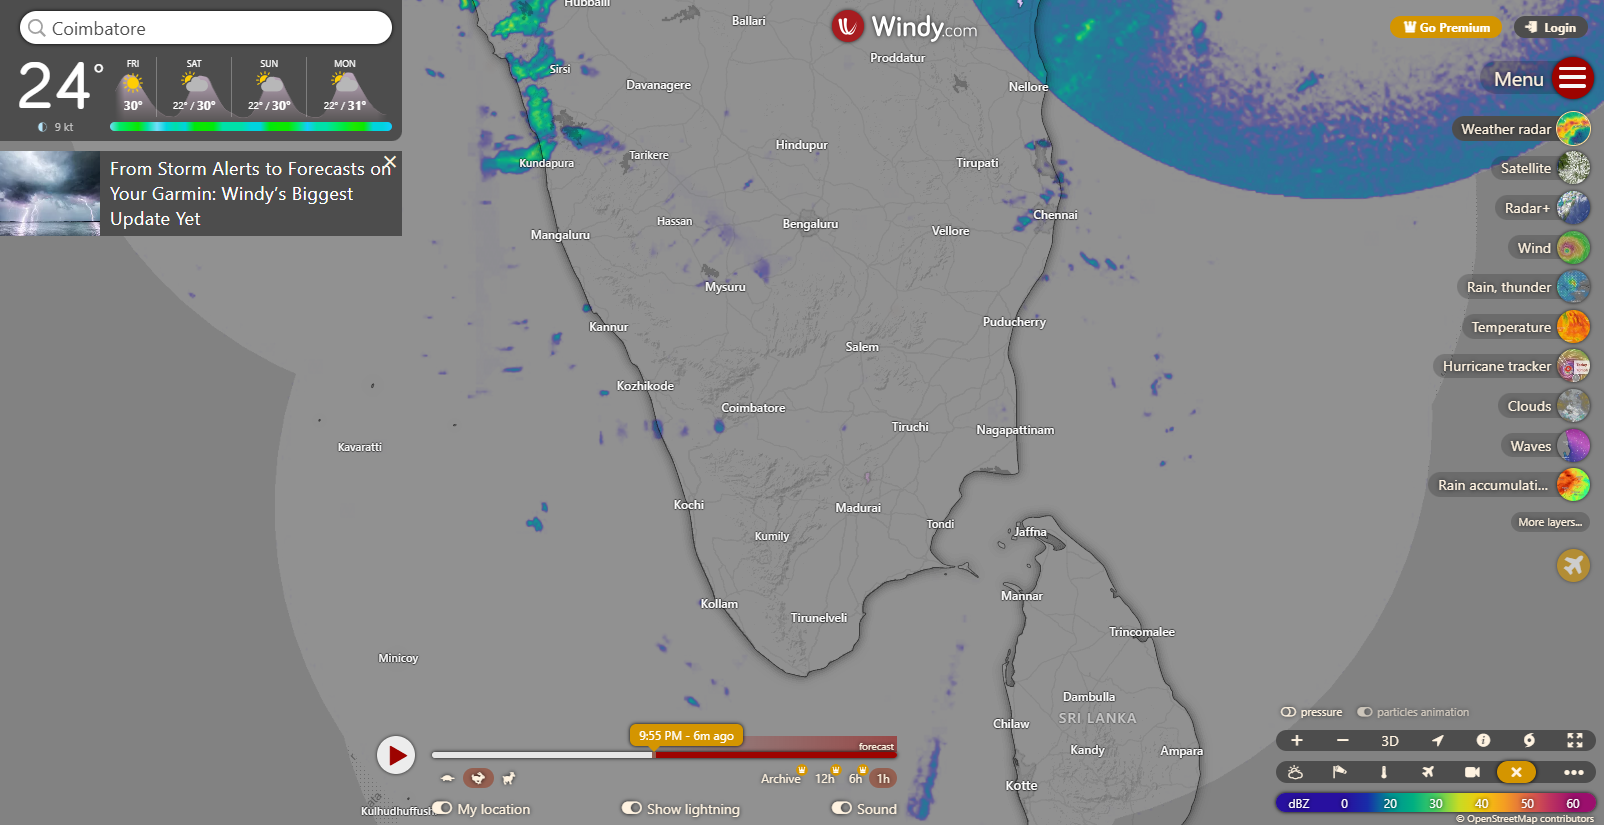 Coimbatore
24°
9 kt
FRI SAT SUN MON
30° 22° / 30° 22° / 30° 22° / 31°
From Storm Alerts to Forecasts on
Your Garmin: Windy's Biggest
Update Yet
Windy.com
Go Premium
Login
Menu
Weather radar
Satellite
Radar+
Wind
Rain, thunder
Temperature
Hurricane tracker
Clouds
Waves
Rain accumulati...
More layers...
Hubballi
Ballari
Proddatur
Sirsi
Davanagere
Nellore
Kundapura
Tarikere
Hindupur
Tirupati
Mangaluru
Hassan
Bengaluru
Vellore
Chennai
Mysuru
Kannur
Puducherry
Salem
Kozhikode
Coimbatore
Tiruchi
Nagapattinam
Kavaratti
Kochi
Madurai
Tondi
Jaffna
Kumily
Kollam
Tirunelveli
Mannar
Trincomalee
Minicoy
Dambulla
SRI LANKA
Chilaw
Kandy
Ampara
Kotte
Kulhudhuffush
9:55 PM - 6m ago
forecast
Archive 12h 6h 1h
My location
Show lightning
Sound
pressure
particles animation
+ − 3D
dBZ 0 20 30 40 50 60
© OpenStreetMap contributors